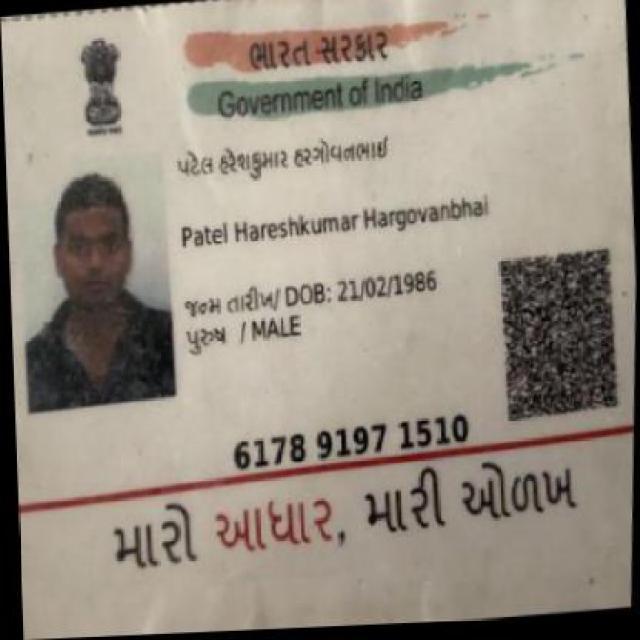 ભારત સરકાર
Government of India
પટેલ હરેશકુમાર હરગોવનભાઈ
Patel Hareshkumar Hargovanbhai
જન્મ તારીખ/ DOB: 21/02/1986
પુરુષ / MALE
6178 9197 1510
મારો આધાર, મારી ઓળખ